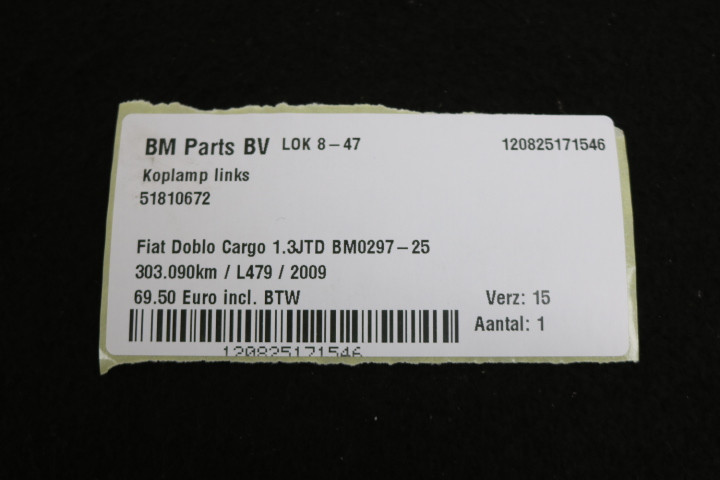 BM Parts BV LOK 8-47 120825171546
Koplamp links
51810672
Fiat Doblo Cargo 1.3JTD BM0297-25
303.090km / L479 / 2009
69.50 Euro incl. BTW Verz: 15
Aantal: 1
120825171546